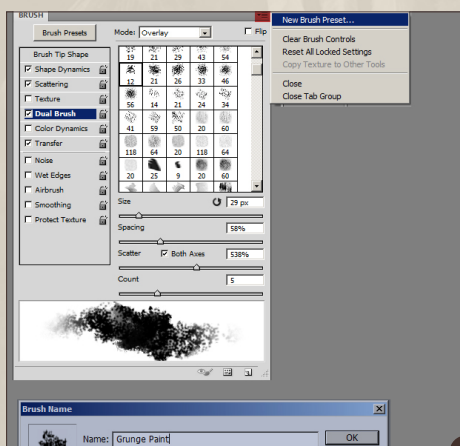 BRUSH
Brush Presets
Mode: Overlay
Flip
New Brush Preset...
Clear Brush Controls
Reset All Locked Settings
Copy Texture to Other Tools
Close
Close Tab Group
Brush Tip Shape
Shape Dynamics
Scattering
Texture
Dual Brush
Color Dynamics
Transfer
Noise
Wet Edges
Airbrush
Smoothing
Protect Texture
19 21 29 43 54
12 21 26 33 46
56 14 21 24 34
41 59 50 20 60
118 64 20 118 64
20 25 9 20 60
Size 29 px
Spacing 58%
Scatter Both Axes 538%
Count 5
Brush Name
Name: Grunge Paint
OK